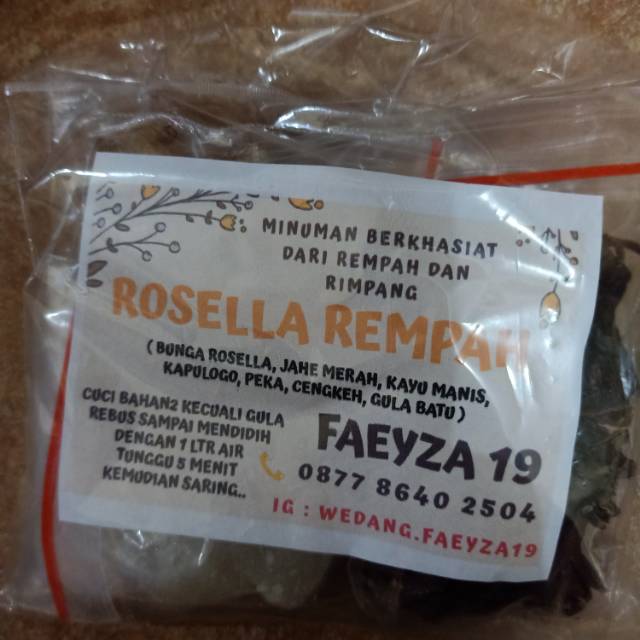 MINUMAN BERKHASIAT
DARI REMPAH DAN
RIMPANG
ROSELLA REMPAH
( BUNGA ROSELLA, JAHE MERAH, KAYU MANIS,
KAPULOGO, PEKA, CENGKEH, GULA BATU )
CUCI BAHAN2 KECUALI GULA
REBUS SAMPAI MENDIDIH
DENGAN 1 LTR AIR
TUNGGU 5 MENIT
KEMUDIAN SARING..
FAEYZA 19
0877 8640 2504
IG : WEDANG.FAEYZA19